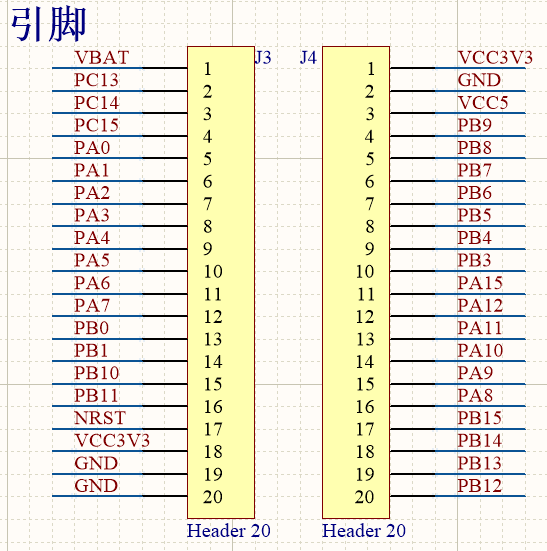 引脚
J3 J4
VBAT 1 1 VCC3V3
PC13 2 2 GND
PC14 3 3 VCC5
PC15 4 4 PB9
PA0 5 5 PB8
PA1 6 6 PB7
PA2 7 7 PB6
PA3 8 8 PB5
PA4 9 9 PB4
PA5 10 10 PB3
PA6 11 11 PA15
PA7 12 12 PA12
PB0 13 13 PA11
PB1 14 14 PA10
PB10 15 15 PA9
PB11 16 16 PA8
NRST 17 17 PB15
VCC3V3 18 18 PB14
GND 19 19 PB13
GND 20 20 PB12
Header 20 Header 20